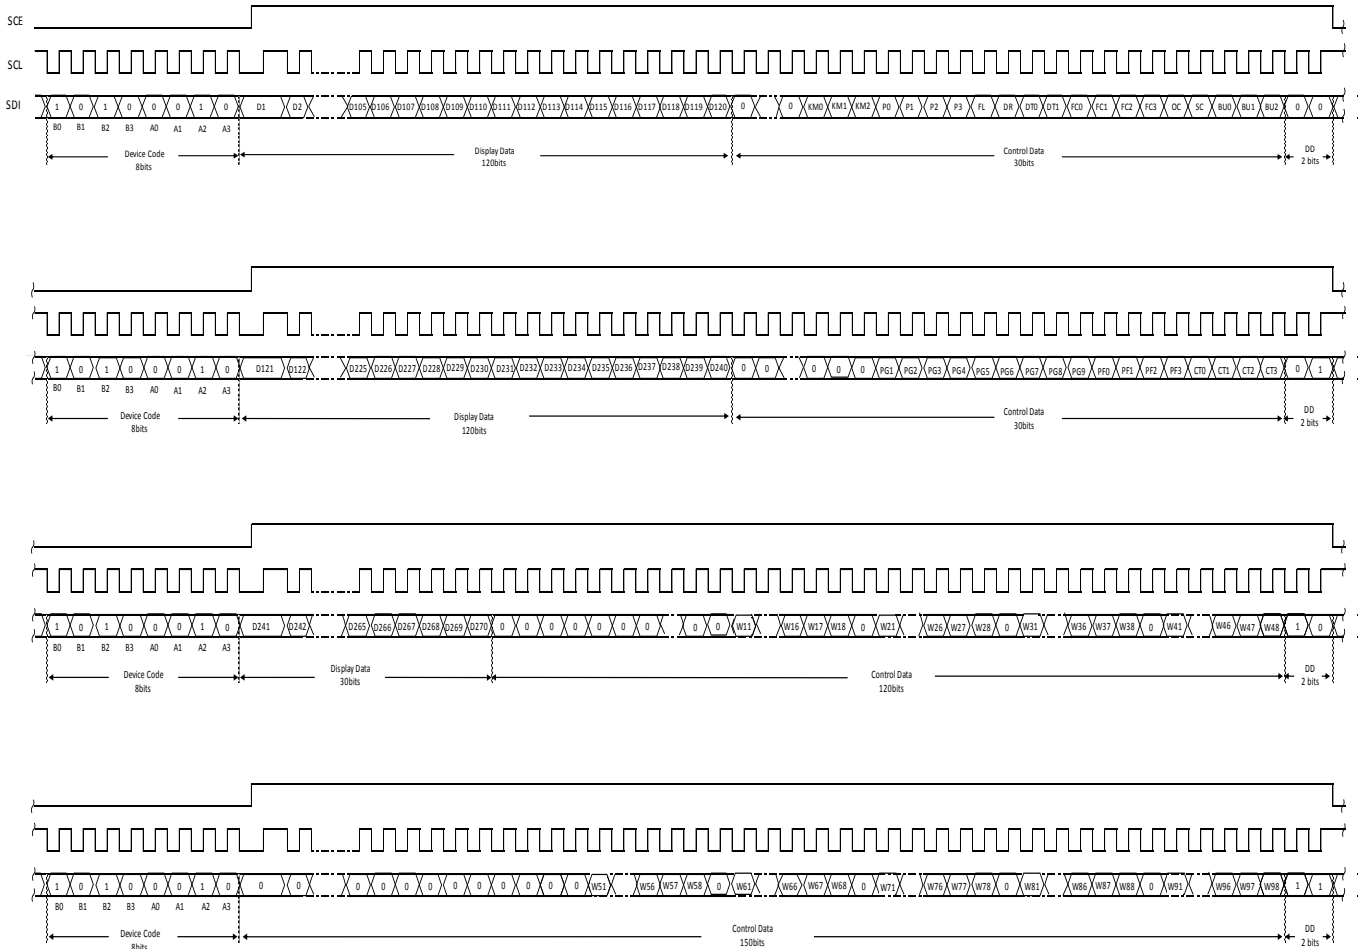 SCE
SCL
SDI
1 0 1 0 0 0 1 0 D1 D2 D105 D106 D107 D108 D109 D110 D111 D112 D113 D114 D115 D116 D117 D118 D119 D120 0 0 KM0 KM1 KM2 P0 P1 P2 P3 FL DR DT0 DT1 FC0 FC1 FC2 FC3 OC SC BU0 BU1 BU2 0 0
B0 B1 B2 B3 A0 A1 A2 A3
Device Code Display Data Control Data DD
8bits 120bits 30bits 2 bits
1 0 1 0 0 0 1 0 D121 D122 D225 D226 D227 D228 D229 D230 D231 D232 D233 D234 D235 D236 D237 D238 D239 D240 0 0 0 0 0 0 PG1 PG2 PG3 PG4 PG5 PG6 PG7 PG8 PG9 PF0 PF1 PF2 PF3 CT0 CT1 CT2 CT3 0 1
B0 B1 B2 B3 A0 A1 A2 A3
Device Code Display Data Control Data DD
8bits 120bits 30bits 2 bits
1 0 1 0 0 0 1 0 D241 D242 D265 D266 D267 D268 D269 D270 0 0 0 0 0 0 0 0 0 W11 W16 W17 W18 0 W21 W26 W27 W28 0 W31 W36 W37 W38 0 W41 W46 W47 W48 1 0
B0 B1 B2 B3 A0 A1 A2 A3
Device Code Display Data Control Data DD
8bits 30bits 120bits 2 bits
1 0 1 0 0 0 1 0 0 0 0 0 0 0 0 0 0 0 0 0 W51 W56 W57 W58 0 W61 W66 W67 W68 0 W71 W76 W77 W78 0 W81 W86 W87 W88 0 W91 W96 W97 W98 1 1
B0 B1 B2 B3 A0 A1 A2 A3
Device Code Control Data DD
8bits 150bits 2 bits